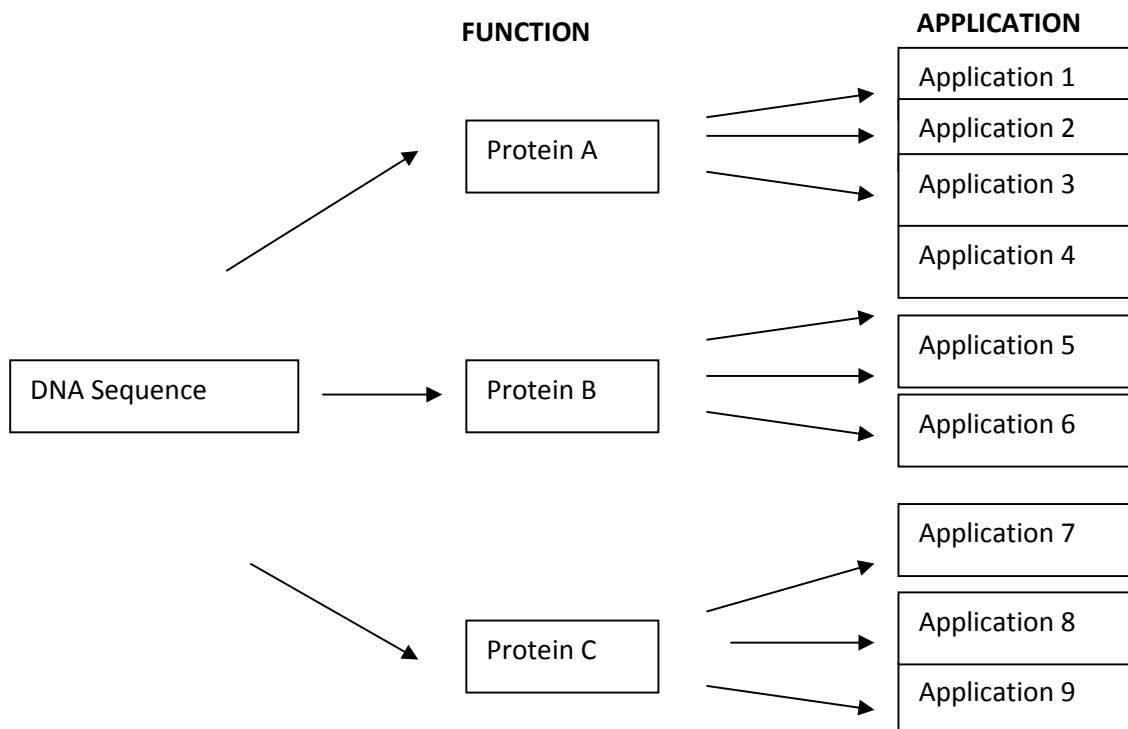 FUNCTION
APPLICATION
Application 1
Application 2
Protein A
Application 3
Application 4
Application 5
DNA Sequence
Protein B
Application 6
Application 7
Application 8
Protein C
Application 9